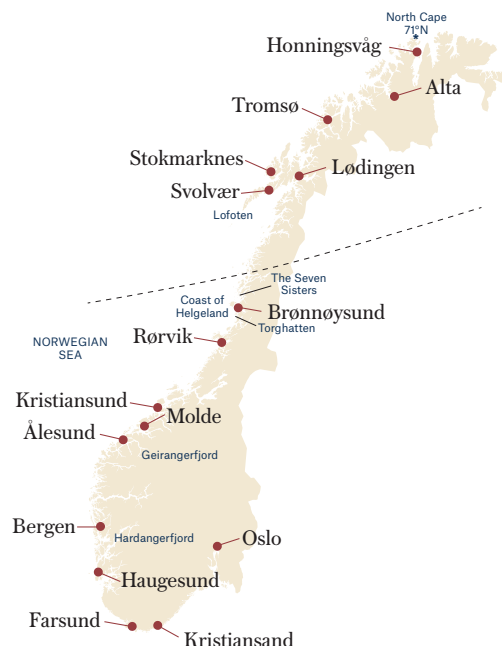 North Cape
71°N
*
Honningsvåg
Alta
Tromsø
Stokmarknes
Lødingen
Svolvær
Lofoten
The Seven
Sisters
Coast of
Helgeland
Brønnøysund
Torghatten
NORWEGIAN
SEA
Rørvik
Kristiansund
Molde
Ålesund
Geirangerfjord
Bergen
Hardangerfjord
Oslo
Haugesund
Farsund
Kristiansand